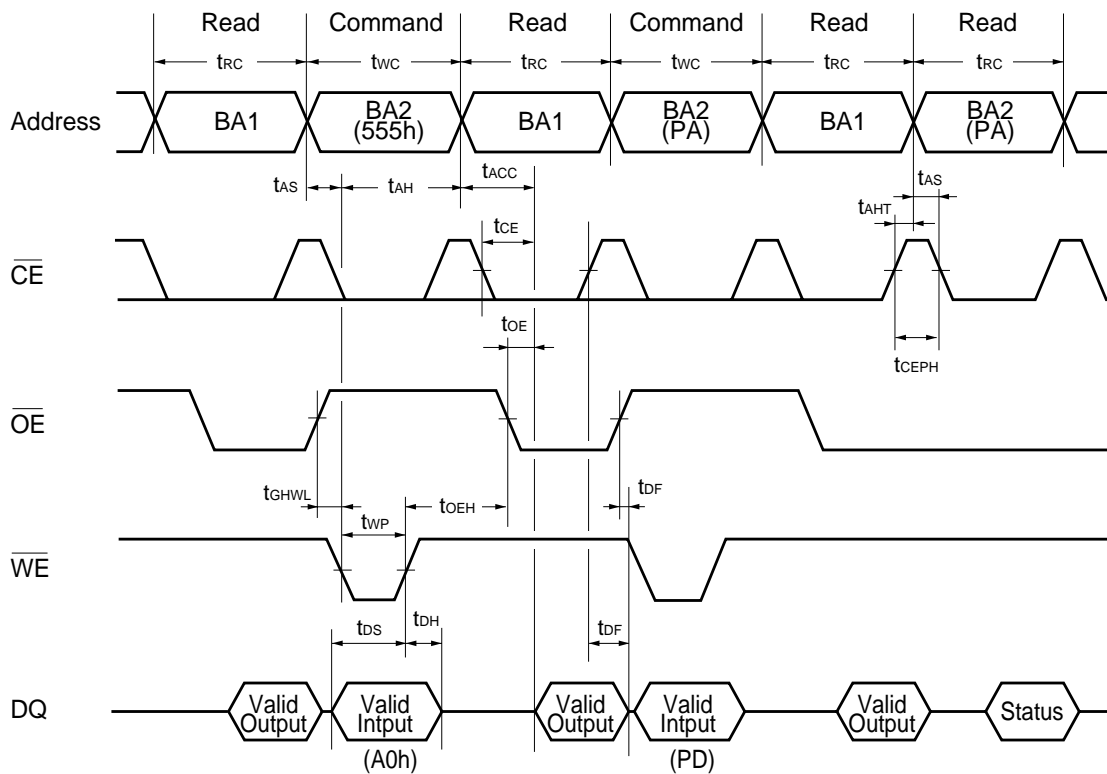 Read Command Read Command Read Read
tRC tWC tRC tWC tRC tRC
Address
BA1
BA2
(555h)
BA1
BA2
(PA)
BA1
BA2
(PA)
tAS tAH tACC
tAS
tAHT
tCE
CE
tOE
tCEPH
OE
tGHWL
tWP
tOEH
tDF
WE
tDS
tDH
tDF
DQ
Valid
Output
Valid
Intput
(A0h)
Valid
Output
Valid
Intput
(PD)
Valid
Output
Status